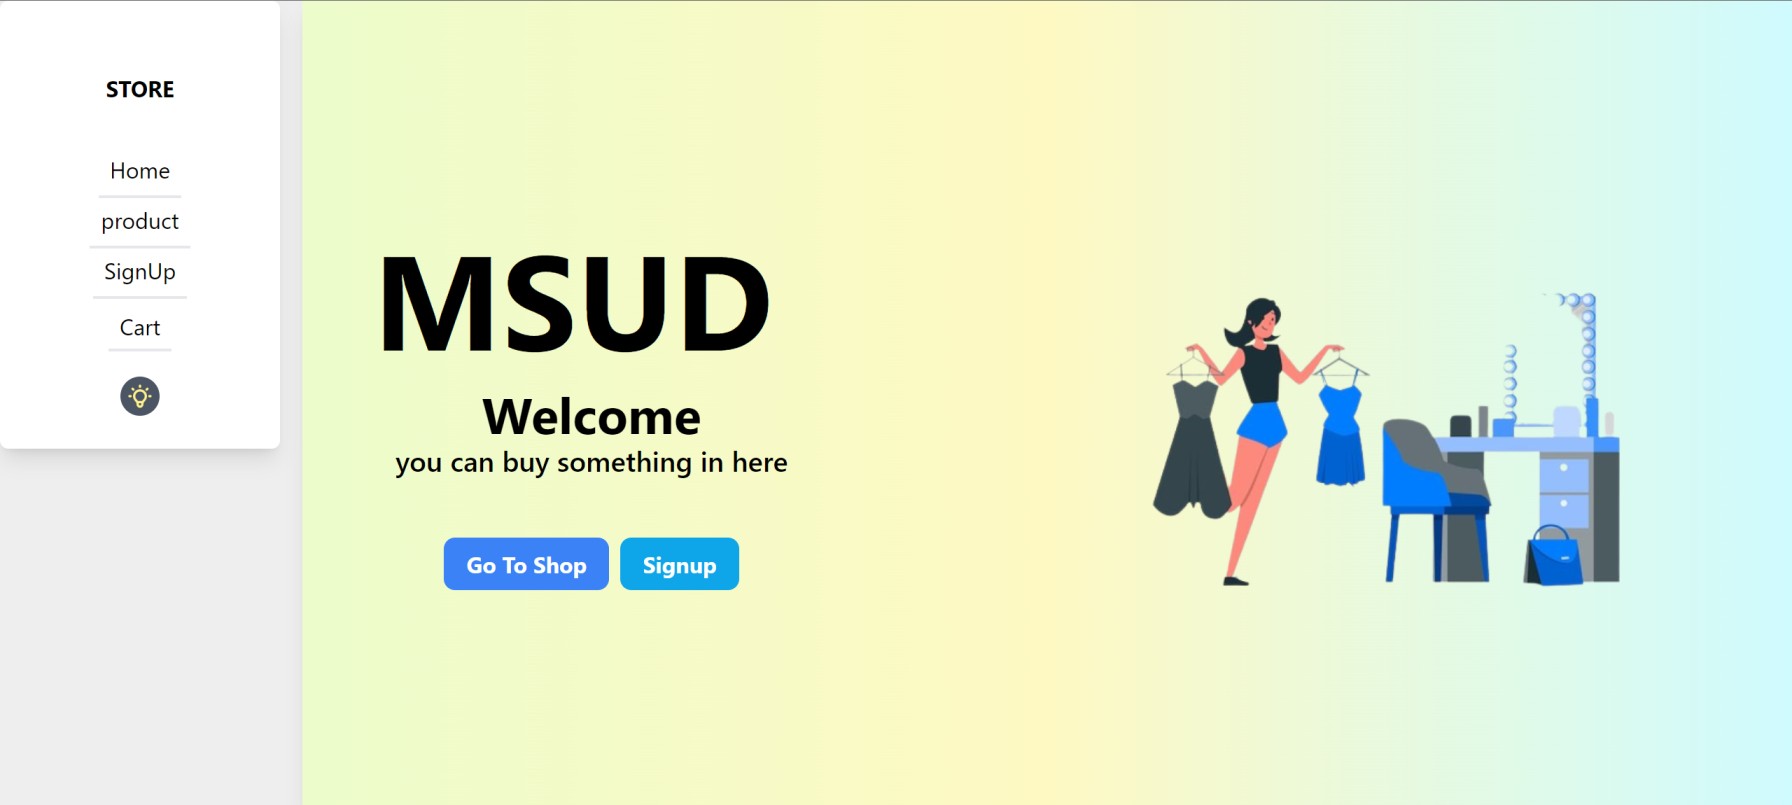 STORE
Home
product
SignUp
Cart
MSUD
Welcome
you can buy something in here
Go To Shop
Signup